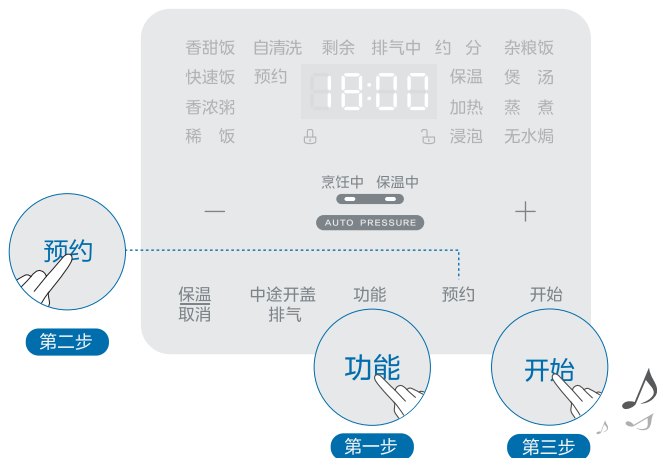 香甜饭 自清洗 剩余 排气中 约 分 杂粮饭
快速饭 预约 18:00 保温 煲 汤
香浓粥 加热 蒸 煮
稀 饭 浸泡 无水焗
烹饪中 保温中
— +
AUTO PRESSURE
预约
保温 中途开盖 功能 预约 开始
取消 排气
第二步
功能 开始
第一步 第三步